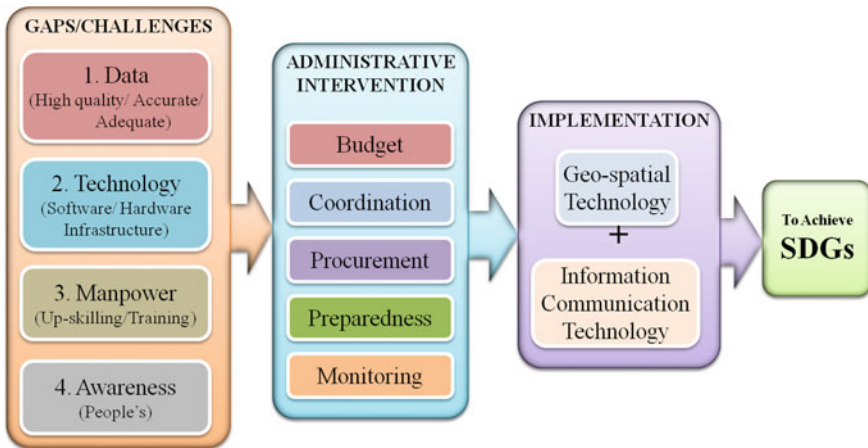 GAPS/CHALLENGES
1. Data
(High quality/ Accurate/
Adequate)
2. Technology
(Software/ Hardware
Infrastructure)
3. Manpower
(Up-skilling/Training)
4. Awareness
(People's)
ADMINISTRATIVE
INTERVENTION
Budget
Coordination
Procurement
Preparedness
Monitoring
IMPLEMENTATION
Geo-spatial
Technology
+
Information
Communication
Technology
To Achieve
SDGs